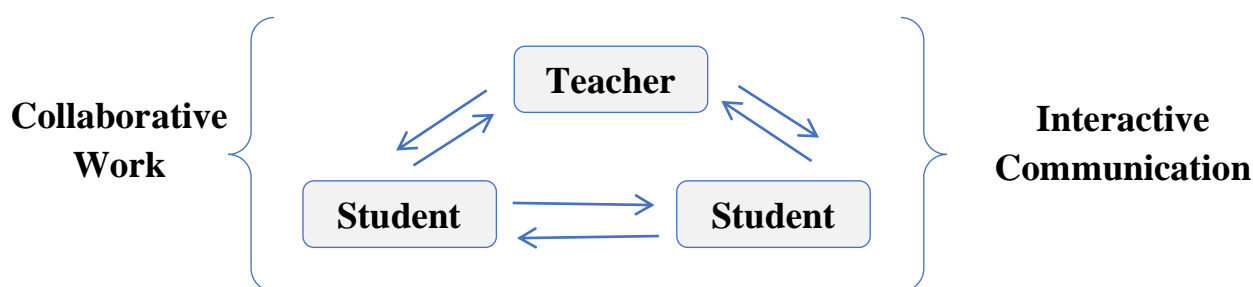 Collaborative
Work
Teacher
Student
Student
Interactive
Communication